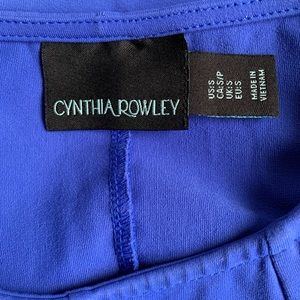 CYNTHIA ROWLEY
US:S
CA:S/P
UK:S
EU:S
MADE IN
VIETNAM